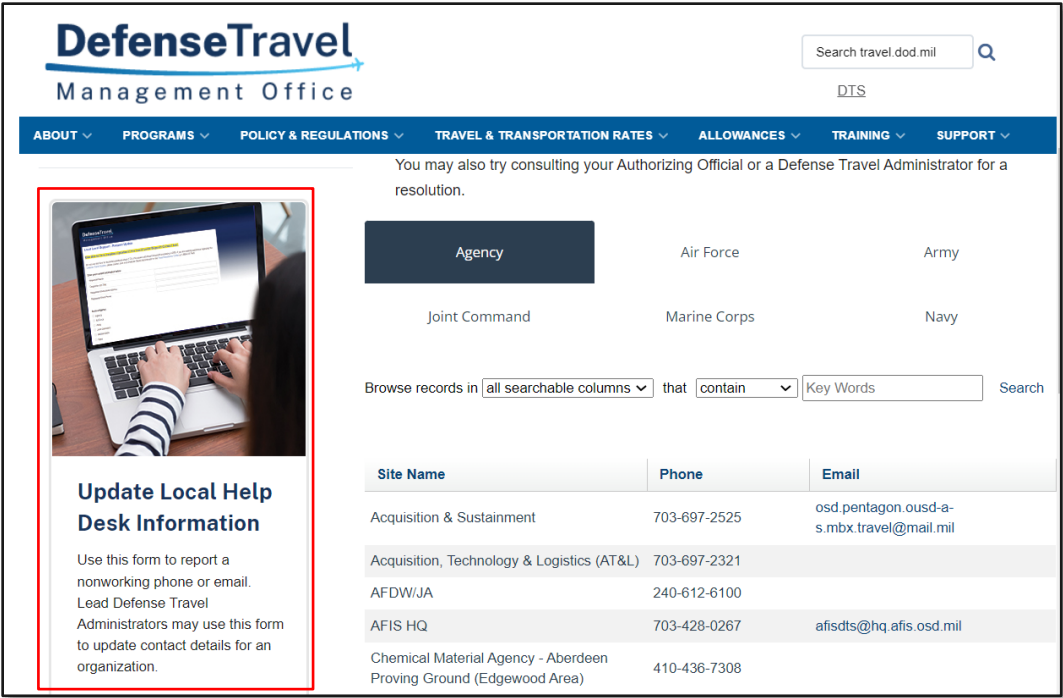 DefenseTravel
Management Office
Search travel.dod.mil
DTS
ABOUT PROGRAMS POLICY & REGULATIONS TRAVEL & TRANSPORTATION RATES ALLOWANCES TRAINING SUPPORT
You may also try consulting your Authorizing Official or a Defense Travel Administrator for a
resolution.
Agency Air Force Army
Joint Command Marine Corps Navy
Browse records in all searchable columns that contain Key Words Search
DefenseTravel
Update Local Help
Desk Information
Use this form to report a
nonworking phone or email.
Lead Defense Travel
Administrators may use this form
to update contact details for an
organization.
Site Name Phone Email
Acquisition & Sustainment 703-697-2525 osd.pentagon.ousd-a-
s.mbx.travel@mail.mil
Acquisition, Technology & Logistics (AT&L) 703-697-2321
AFDW/JA 240-612-6100
AFIS HQ 703-428-0267 afisdts@hq.afis.osd.mil
Chemical Material Agency - Aberdeen
Proving Ground (Edgewood Area) 410-436-7308